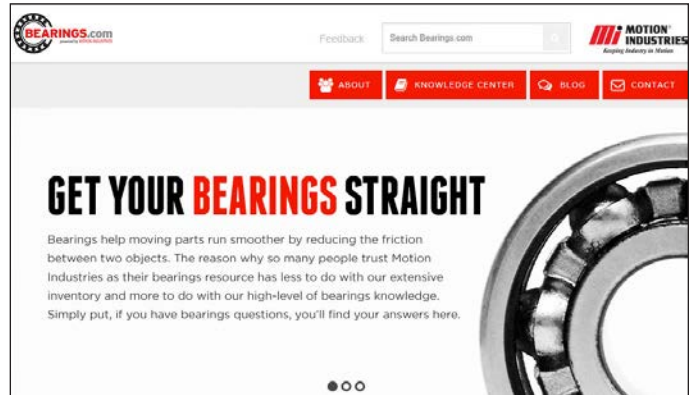 BEARINGS.com
powered by MOTION INDUSTRIES
Feedback
Search Bearings.com
MOTION
INDUSTRIES
Keeping Industry in Motion
ABOUT
KNOWLEDGE CENTER
BLOG
CONTACT
GET YOUR BEARINGS STRAIGHT
Bearings help moving parts run smoother by reducing the friction
between two objects. The reason why so many people trust Motion
Industries as their bearings resource has less to do with our extensive
inventory and more to do with our high-level of bearings knowledge.
Simply put, if you have bearings questions, you'll find your answers here.